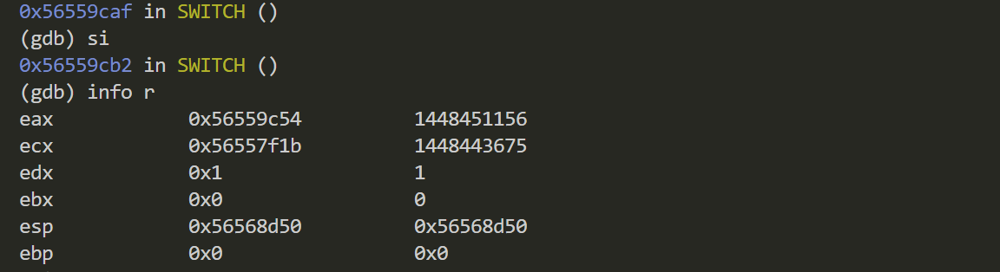 0x56559caf in SWITCH ()
(gdb) si
0x56559cb2 in SWITCH ()
(gdb) info r
eax 0x56559c54 1448451156
ecx 0x56557f1b 1448443675
edx 0x1 1
ebx 0x0 0
esp 0x56568d50 0x56568d50
ebp 0x0 0x0